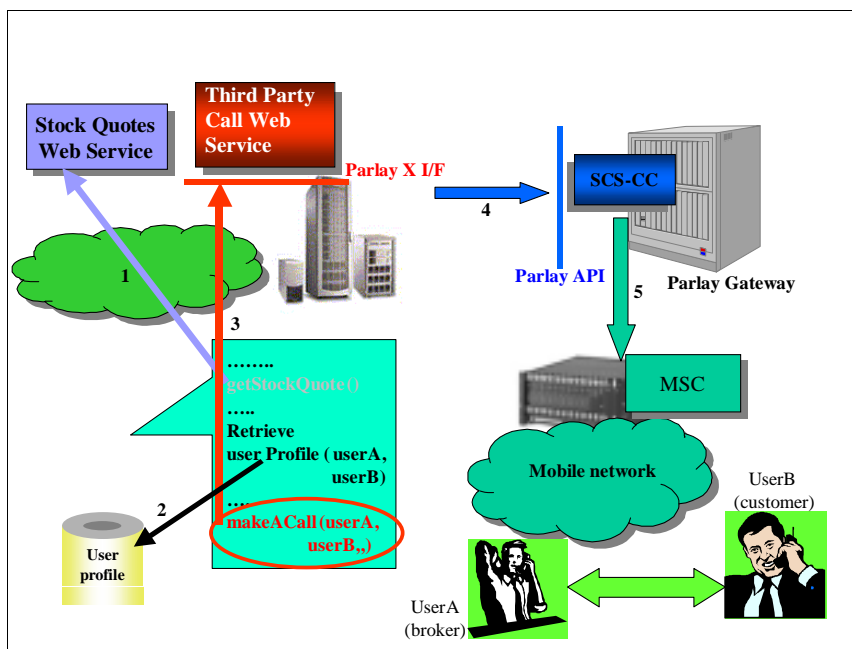 Stock Quotes
Web Service
Third Party
Call Web
Service
Parlay X I/F
SCS-CC
4
Parlay API
Parlay Gateway
1
3
5
……..
getStockQuote()
…..
Retrieve
user Profile ( userA,
userB)
….
makeACall (userA,
userB,,)
2
User
profile
MSC
Mobile network
UserB
(customer)
UserA
(broker)